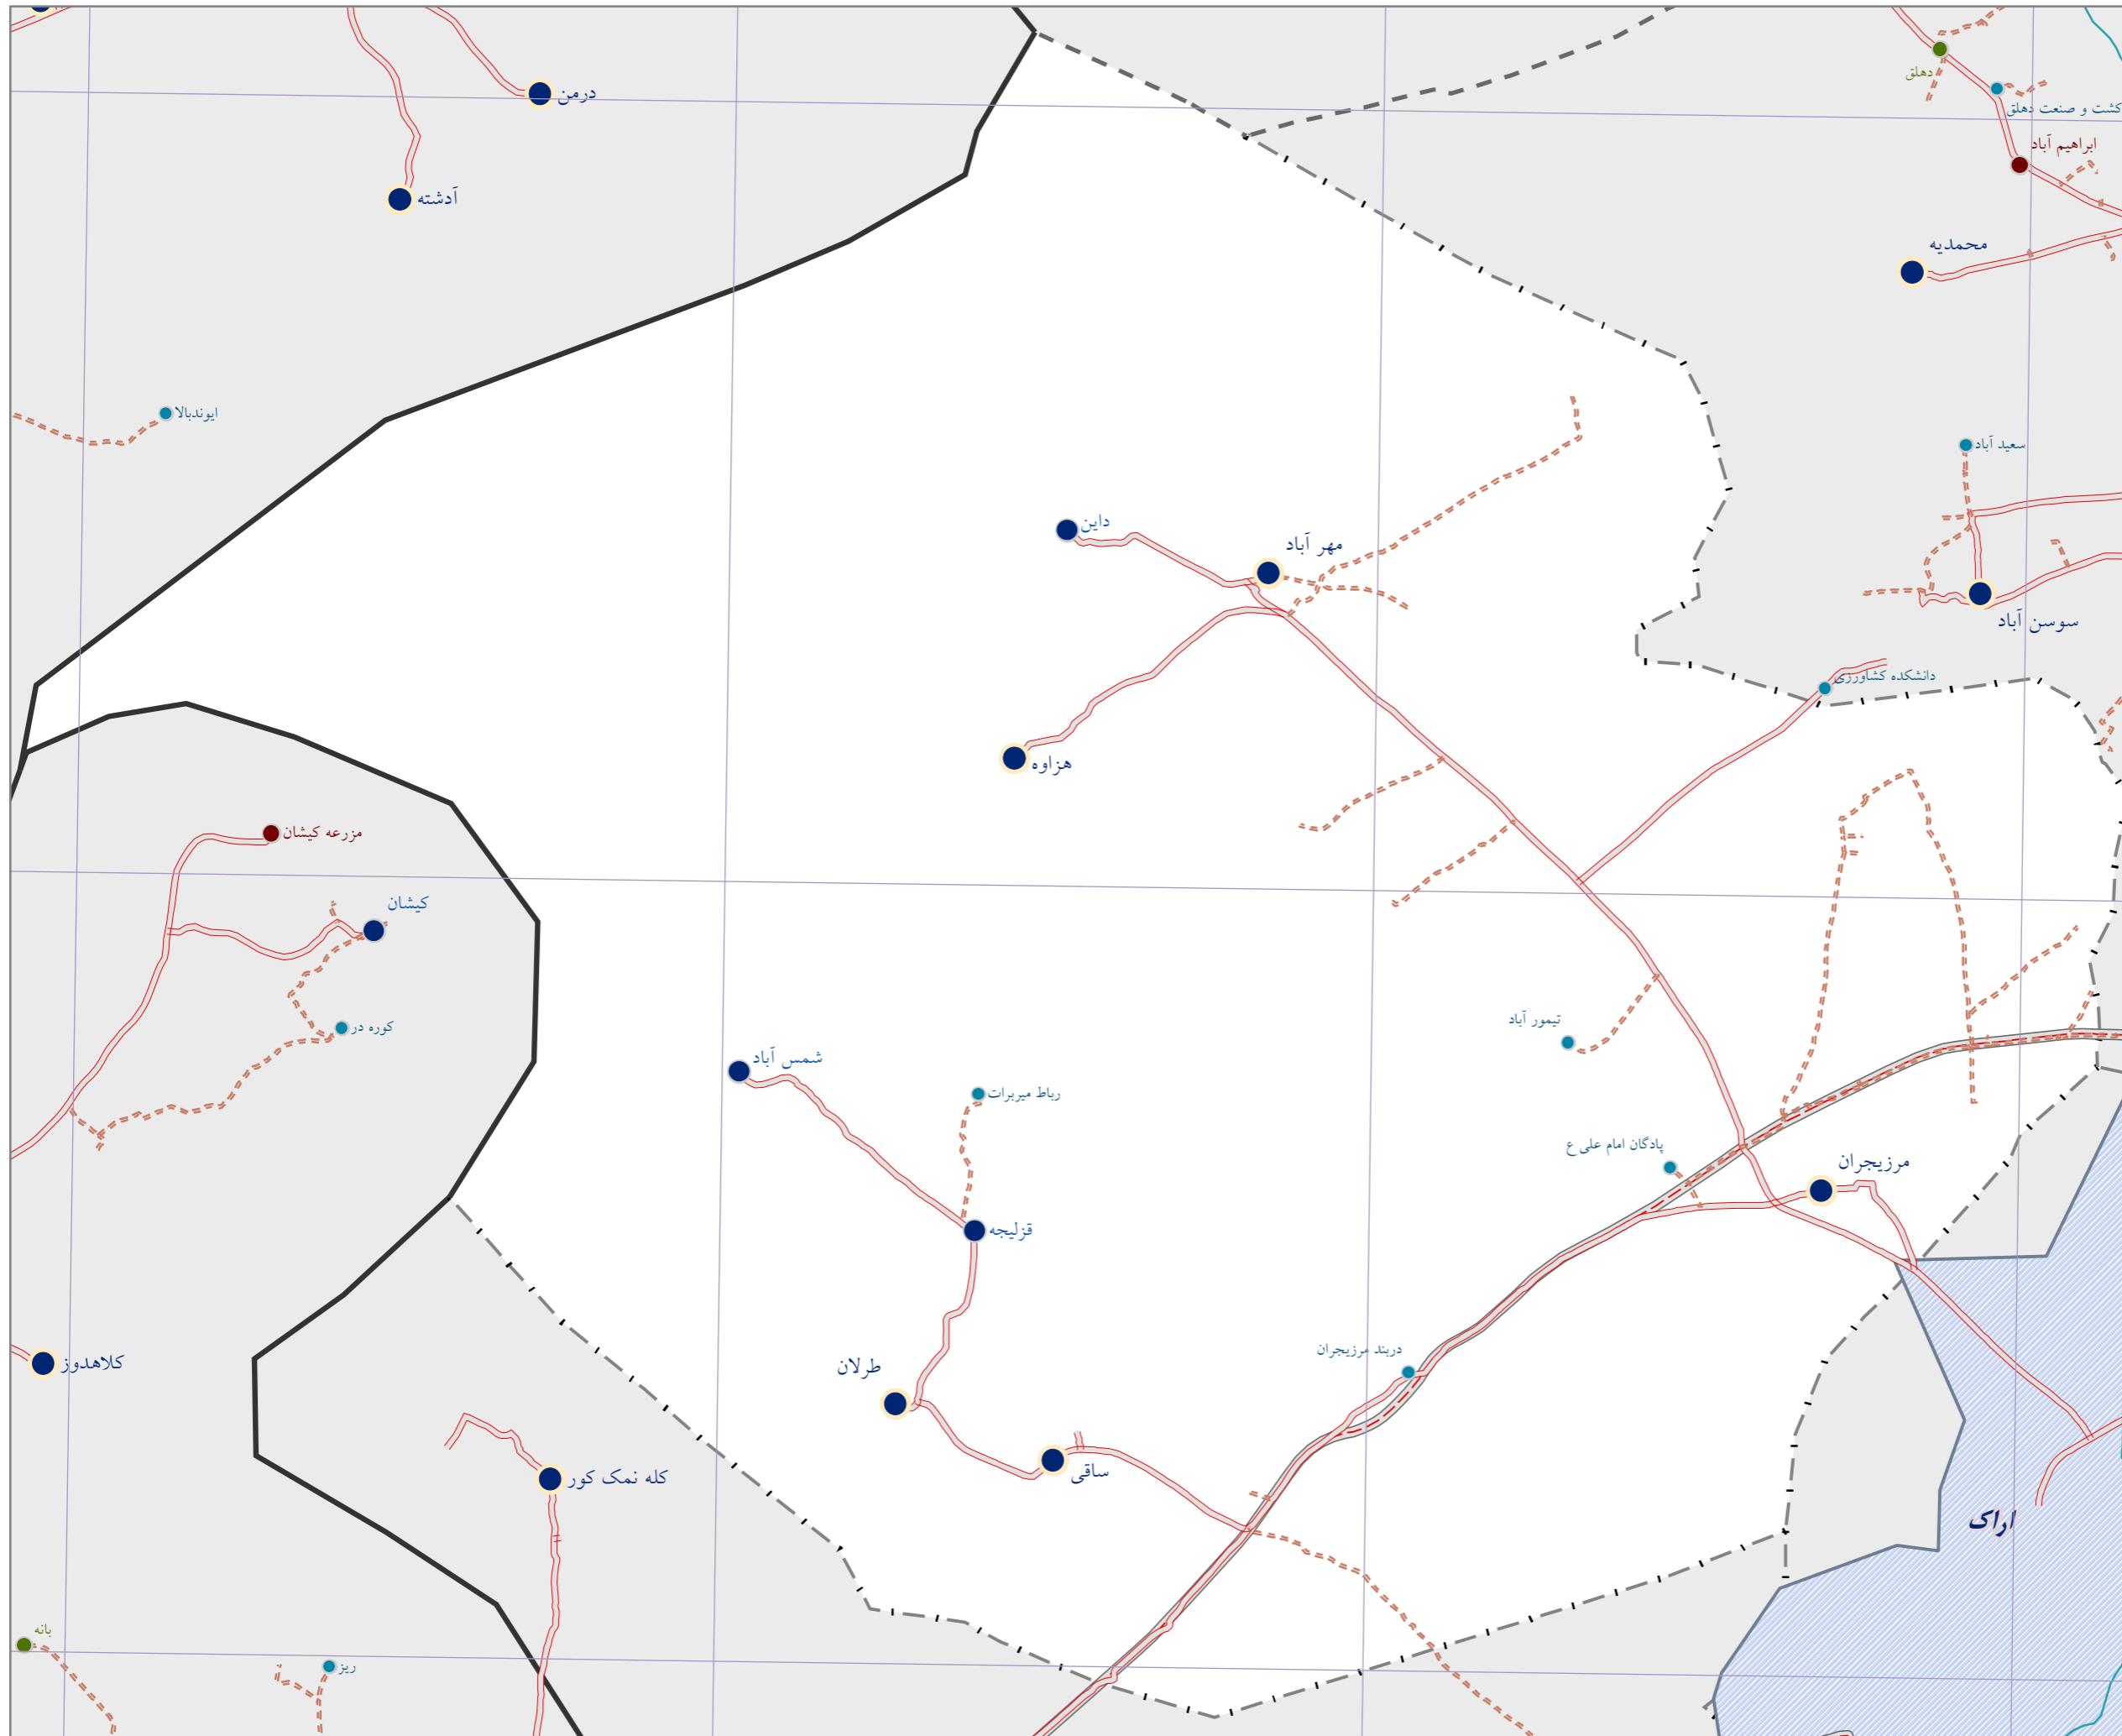 دهلق
درمن
کشت و صنعت دهلق
ابراهیم آباد
آدشته
محمدیه
ایوندبالا
سعید آباد
داین
مهر آباد
سوسن آباد
دانشکده کشاورزی
هزاوه
مزرعه کیشان
کیشان
تیمور آباد
کوره در
شمس آباد
رباط میربرات
پادگان امام علی ع
مرزیجران
قزلیجه
دربند مرزیجران
کلاهدوز
طرلان
ساقی
کله نمک کور
اراک
بانه
ریز